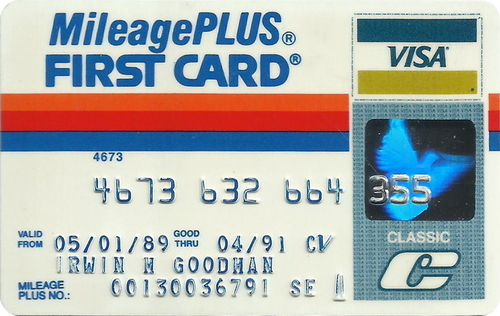 MileagePLUS®
FIRST CARD®
VISA®
4673
4673 632 664 355
CLASSIC
VALID FROM 05/01/89 GOOD THRU 04/91 CV
IRWIN M GOODMAN
MILEAGE PLUS NO.: 00130036791 SE A